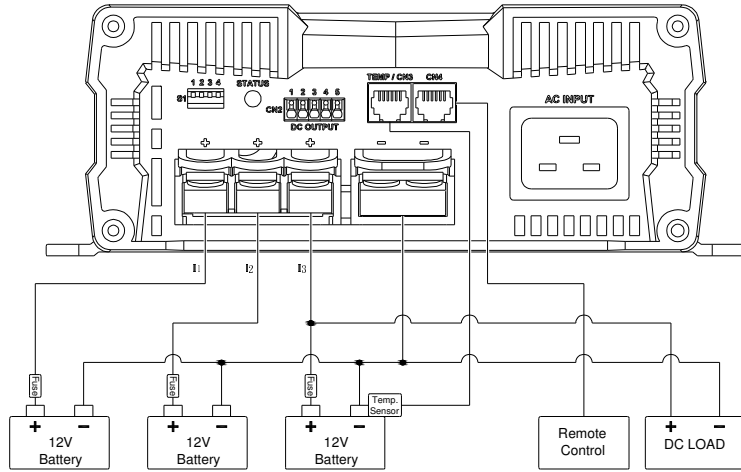 TEMP / CN3 CN4
1 2 3 4 STATUS
S1
1 2 3 4 5
CN2
DC OUTPUT
AC INPUT
+ + + − −
I1 I2 I3
Fuse Fuse Fuse
Temp.
Sensor
+ −
12V
Battery
+ −
12V
Battery
+ −
12V
Battery
Remote
Control
+ −
DC LOAD